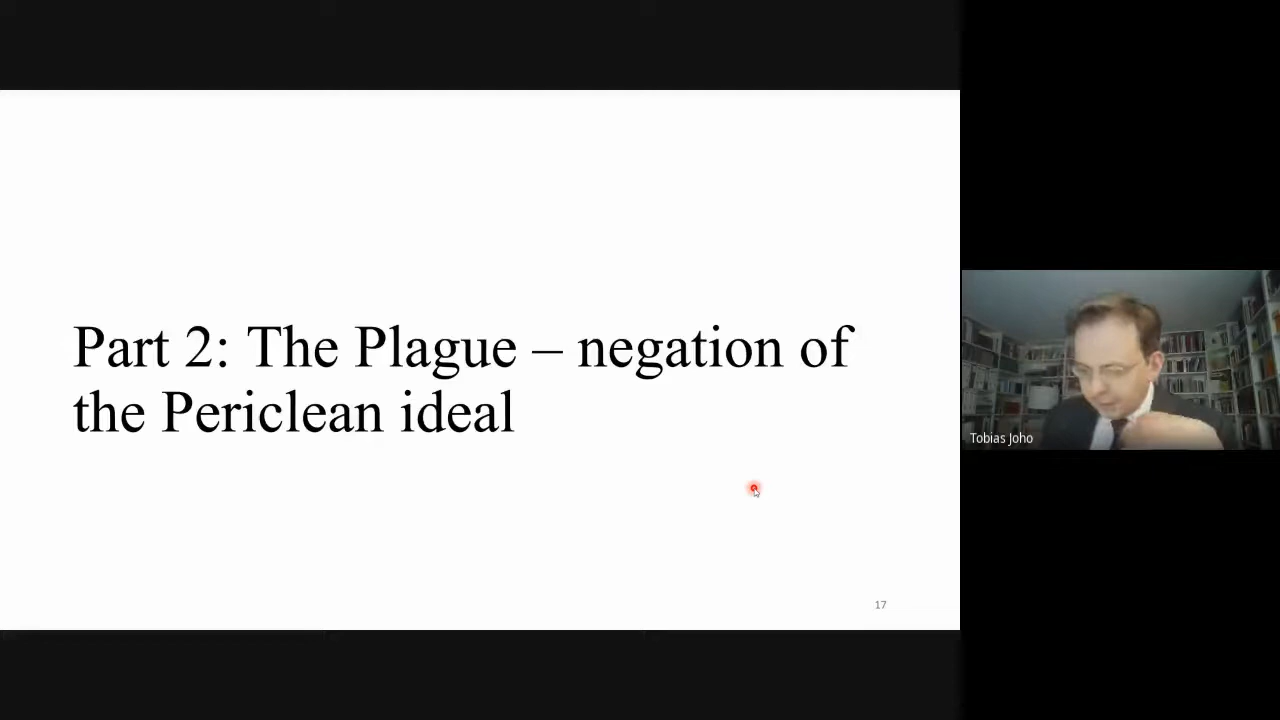 Part 2: The Plague – negation of
the Periclean ideal
17
Tobias Joho